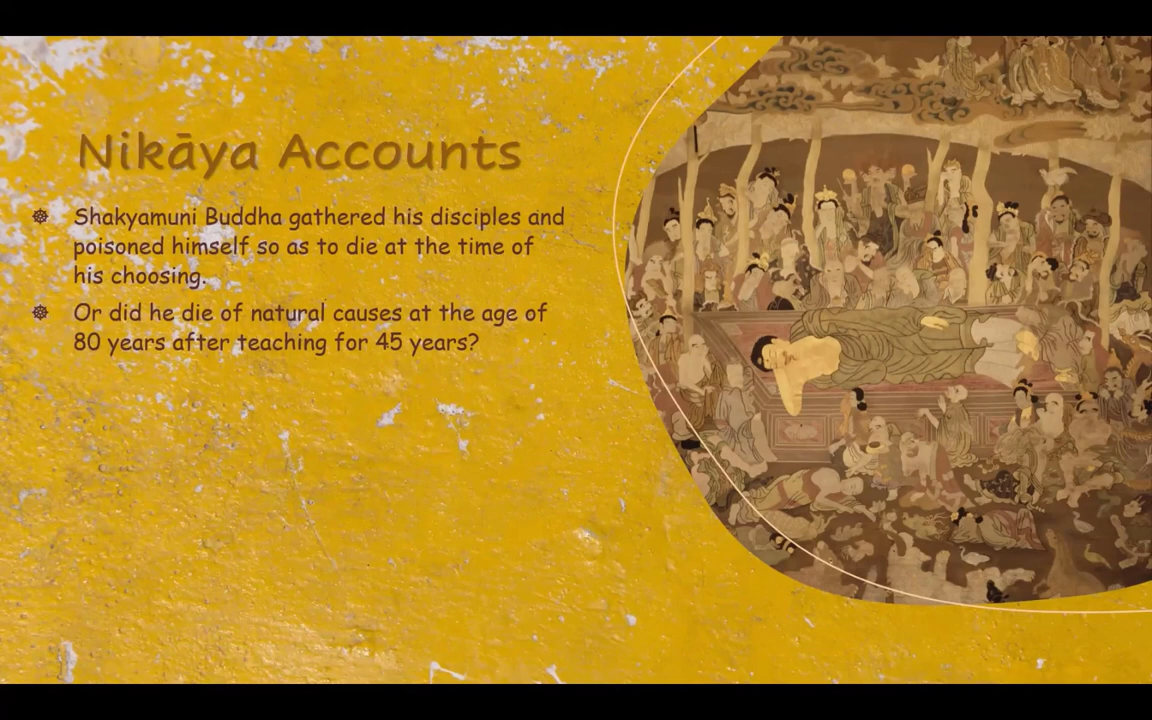 Nikāya Accounts
Shakyamuni Buddha gathered his disciples and
poisoned himself so as to die at the time of
his choosing.
Or did he die of natural causes at the age of
80 years after teaching for 45 years?